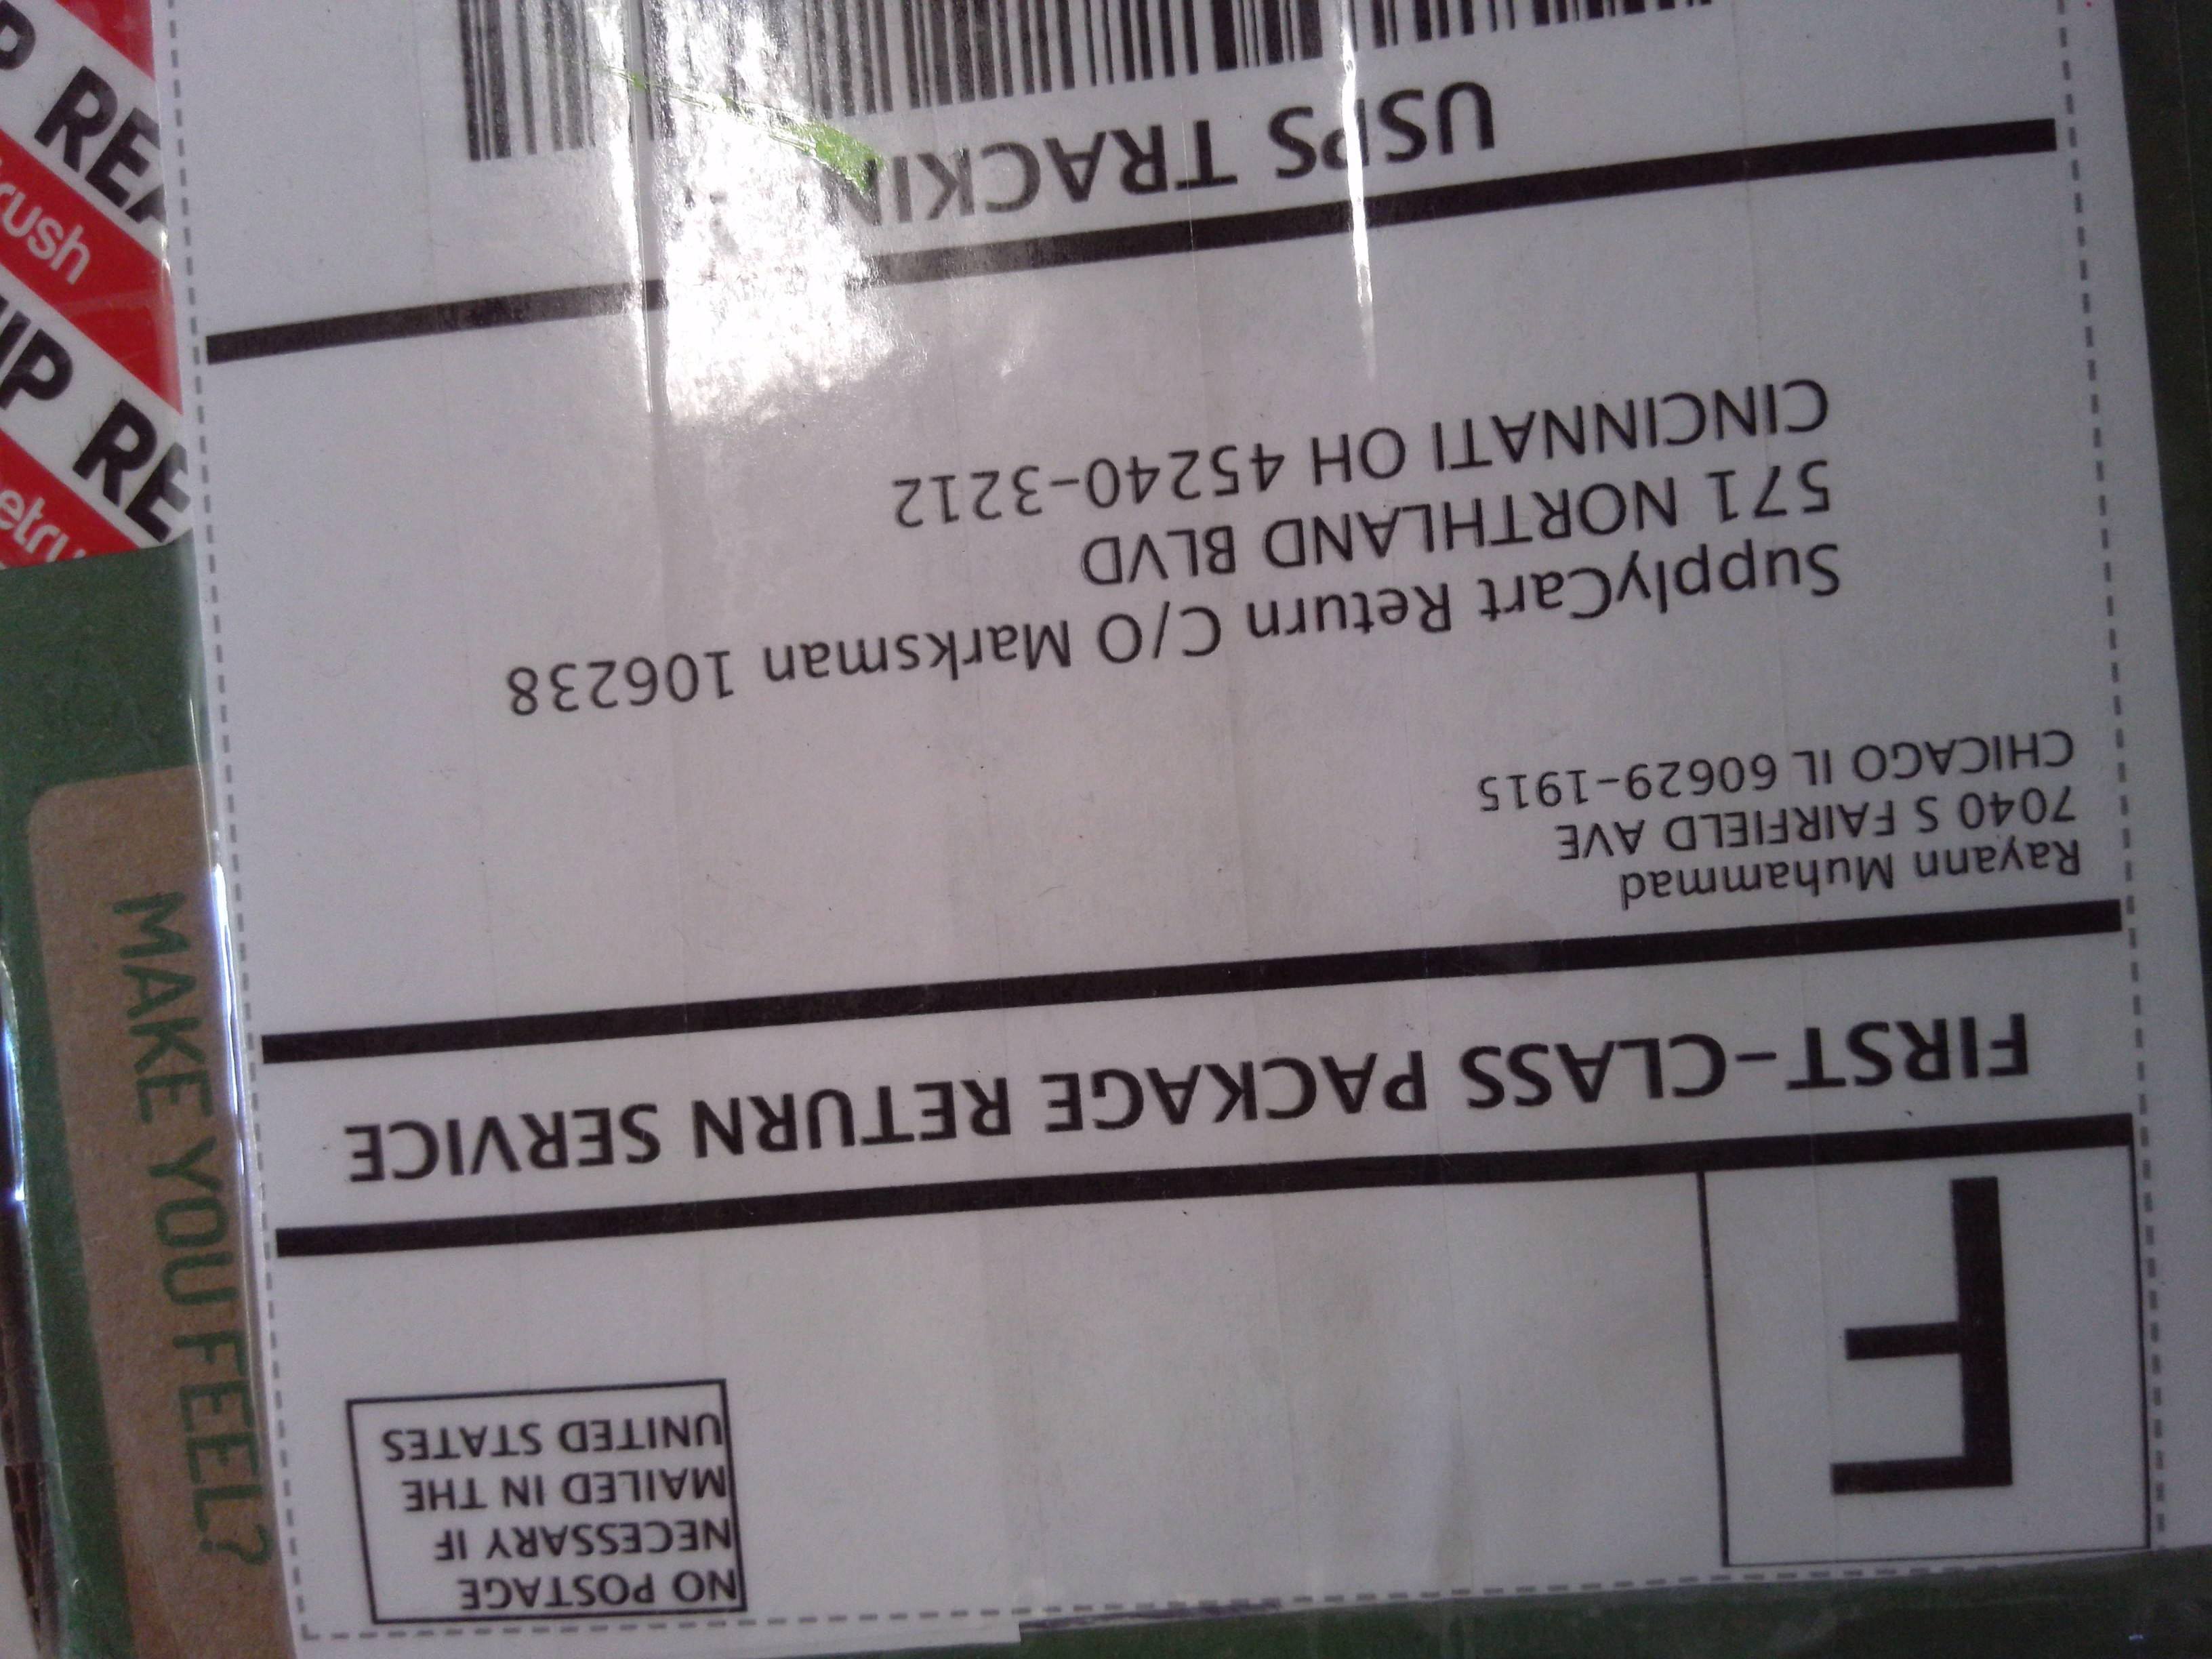 NO POSTAGE
NECESSARY IF
MAILED IN THE
UNITED STATES
F
FIRST-CLASS PACKAGE RETURN SERVICE
Rayann Muhammad
7040 S FAIRFIELD AVE
CHICAGO IL 60629-1915
SupplyCart Return C/O Marksman 106238
571 NORTHLAND BLVD
CINCINNATI OH 45240-3212
USPS TRACKIN
MAKE YOU FEEL?